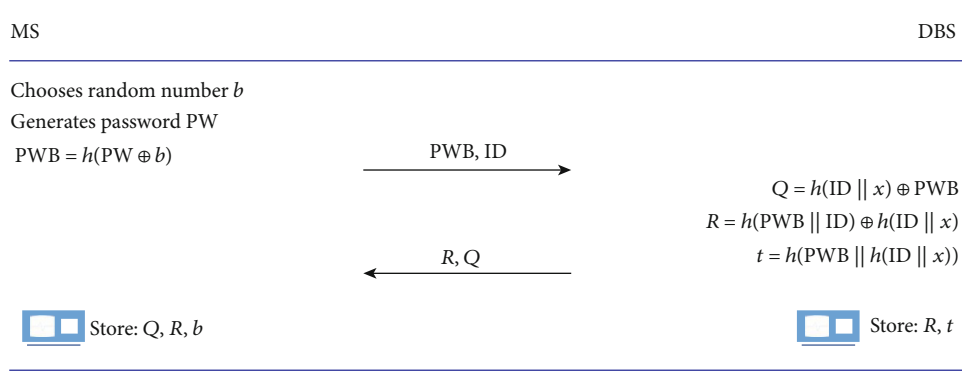 MS DBS
Chooses random number b
Generates password PW
PWB = h(PW ⊕ b)
PWB, ID
Q = h(ID || x) ⊕ PWB
R = h(PWB || ID) ⊕ h(ID || x)
R, Q
t = h(PWB || h(ID || x))
Store: Q, R, b
Store: R, t